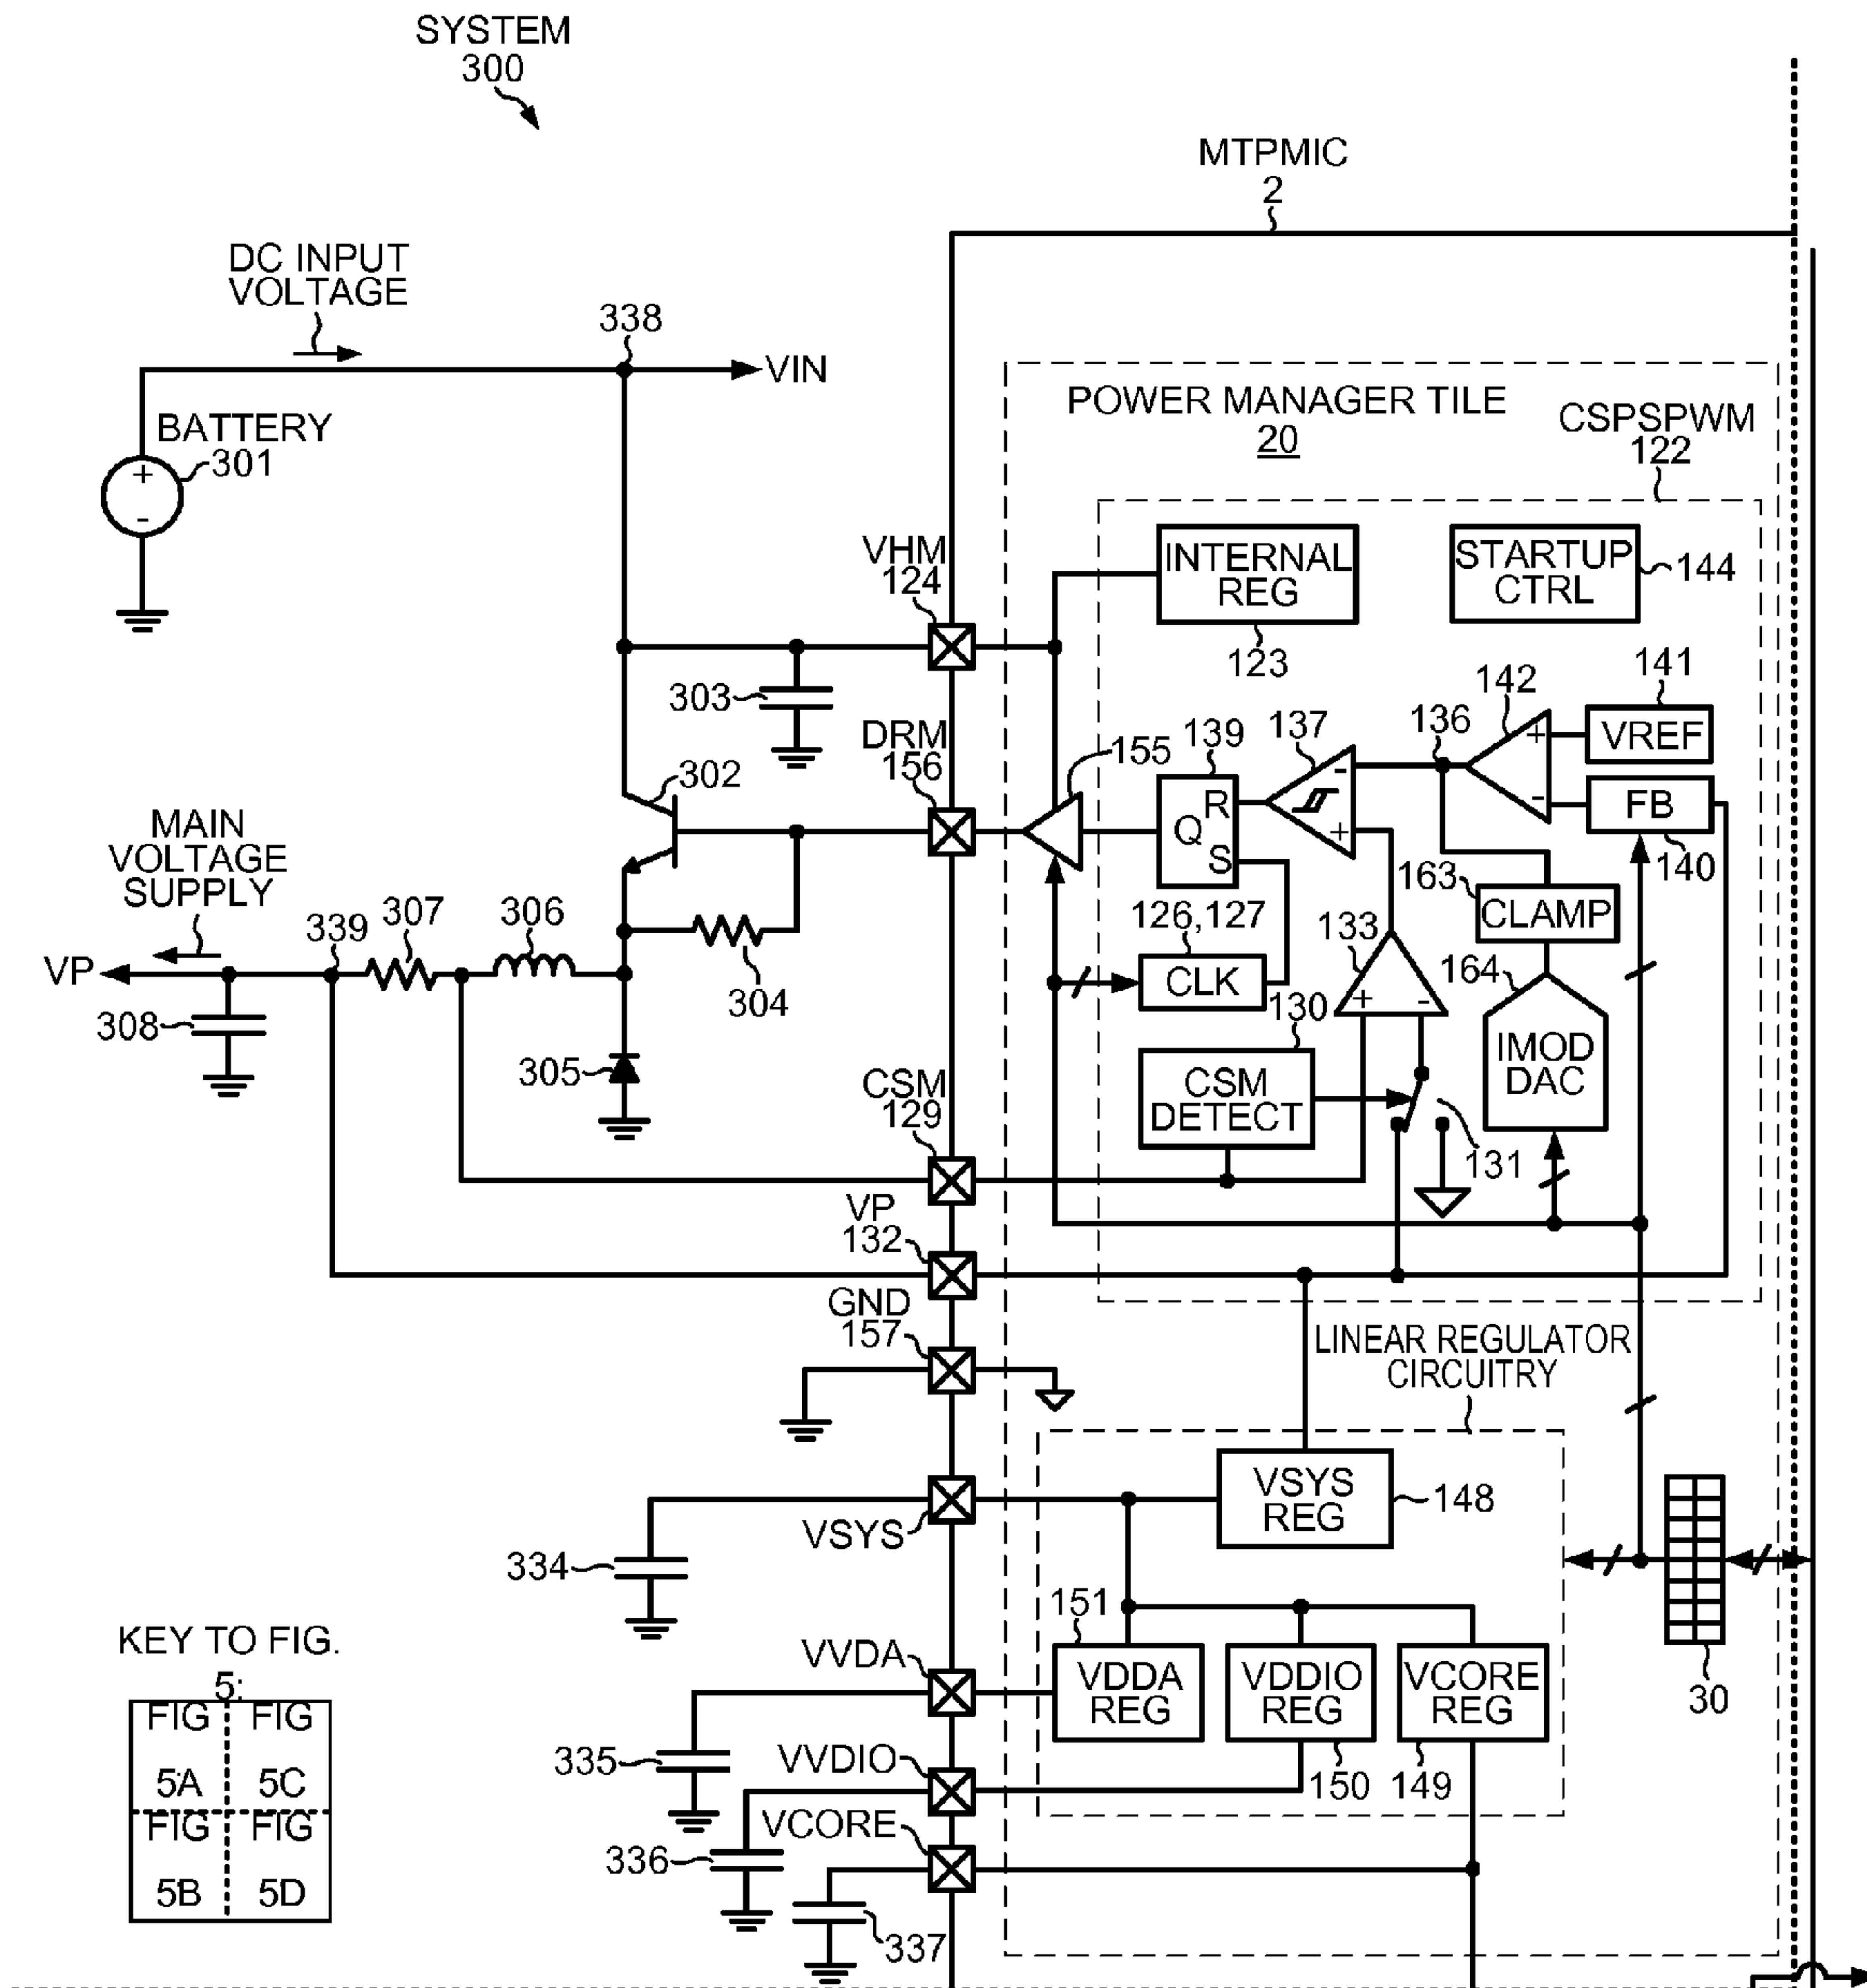 SYSTEM
300
MTPMIC
2
DC INPUT
VOLTAGE
338
VIN
BATTERY
301
+
-
POWER MANAGER TILE
20
CSPSPWM
122
VHM
124
INTERNAL
REG
123
STARTUP
CTRL
144
303
DRM
156
155
139
137
136
142
141
VREF
+
-
R
Q
S
-
+
FB
140
302
MAIN
VOLTAGE
SUPPLY
339
307
306
304
VP
308
305
126,127
CLK
133
+
-
163
CLAMP
164
IMOD
DAC
130
CSM
DETECT
131
CSM
129
VP
132
GND
157
LINEAR REGULATOR
CIRCUITRY
VSYS
REG
148
VSYS
334
151
VDDA
REG
VDDIO
REG
VCORE
REG
150
149
30
VVDA
335
VVDIO
336
VCORE
337
KEY TO FIG.
5:
FIG
5A
FIG
5C
FIG
5B
FIG
5D